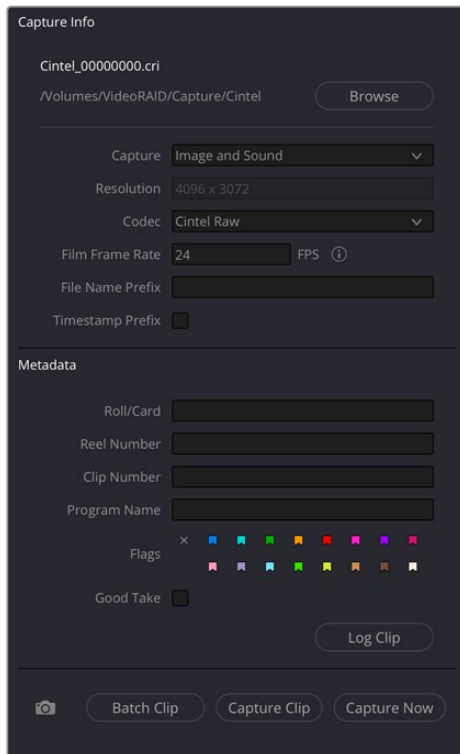 Capture Info
Cintel_00000000.cri
/Volumes/VideoRAID/Capture/Cintel Browse
Capture Image and Sound
Resolution 4096 x 3072
Codec Cintel Raw
Film Frame Rate 24 FPS
File Name Prefix
Timestamp Prefix
Metadata
Roll/Card
Reel Number
Clip Number
Program Name
Flags
Good Take
Log Clip
Batch Clip Capture Clip Capture Now